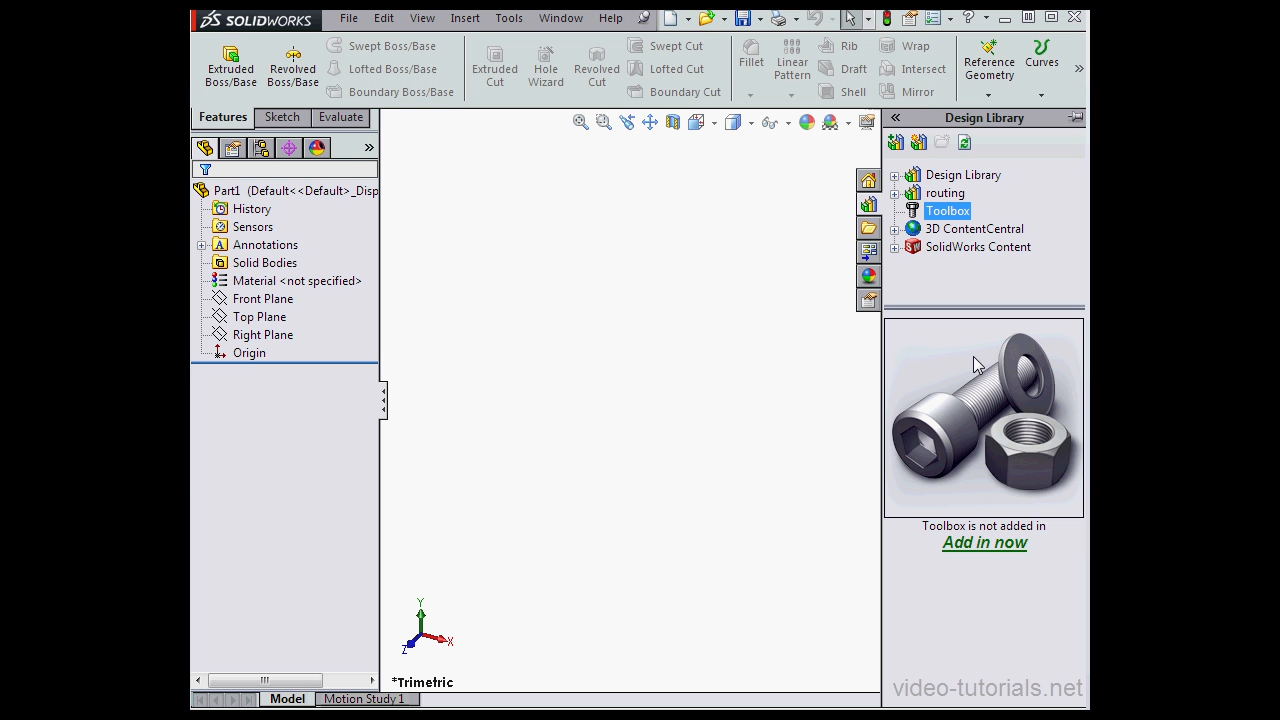 SOLIDWORKS File Edit View Insert Tools Window Help
Extruded Boss/Base
Revolved Boss/Base
Swept Boss/Base
Lofted Boss/Base
Boundary Boss/Base
Extruded Cut
Hole Wizard
Revolved Cut
Swept Cut
Lofted Cut
Boundary Cut
Fillet
Linear Pattern
Rib
Draft
Shell
Wrap
Intersect
Mirror
Reference Geometry
Curves
Features Sketch Evaluate
Part1 (Default<<Default>_Disp
History
Sensors
Annotations
Solid Bodies
Material <not specified>
Front Plane
Top Plane
Right Plane
Origin
Y
X
Z
*Trimetric
Model Motion Study 1
Design Library
Design Library
routing
Toolbox
3D ContentCentral
SolidWorks Content
Toolbox is not added in
Add in now
video-tutorials.net